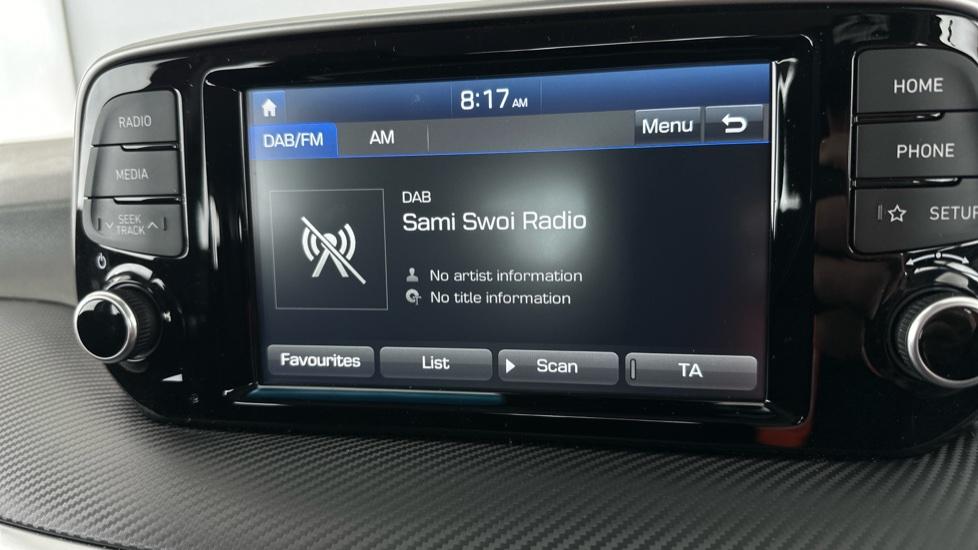 RADIO
MEDIA
SEEK
TRACK
8:17 AM
DAB/FM
AM
Menu
DAB
Sami Swoi Radio
No artist information
No title information
Favourites
List
Scan
TA
HOME
PHONE
SETUP